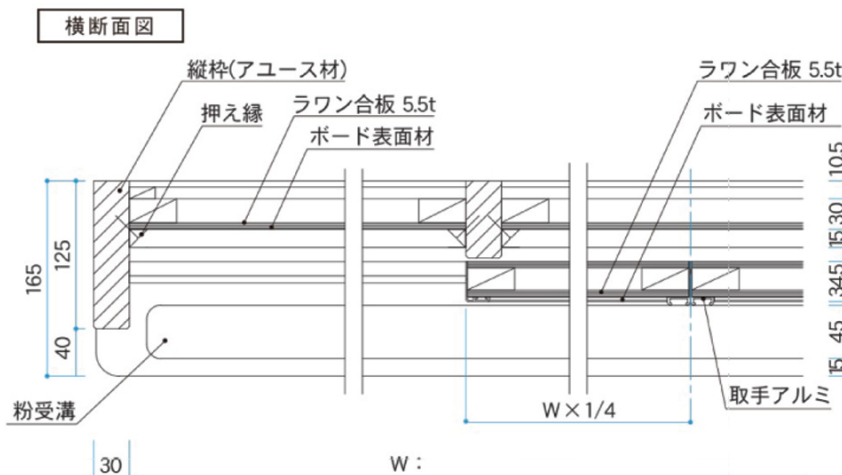 横断面図
縦枠(アユース材)
押え縁
ラワン合板 5.5t
ボード表面材
ラワン合板 5.5t
ボード表面材
165
125
40
10.5
30
15
34.5
45
15
粉受溝
W×1/4
取手アルミ
30
W：